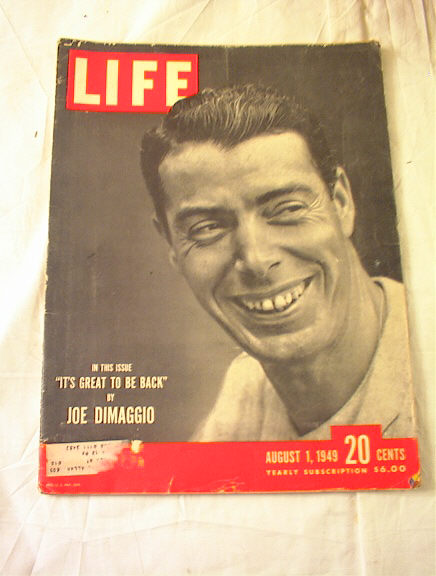 LIFE
IN THIS ISSUE
"IT'S GREAT TO BE BACK"
BY
JOE DIMAGGIO
AUGUST 1, 1949 20 CENTS
YEARLY SUBSCRIPTION $6.00